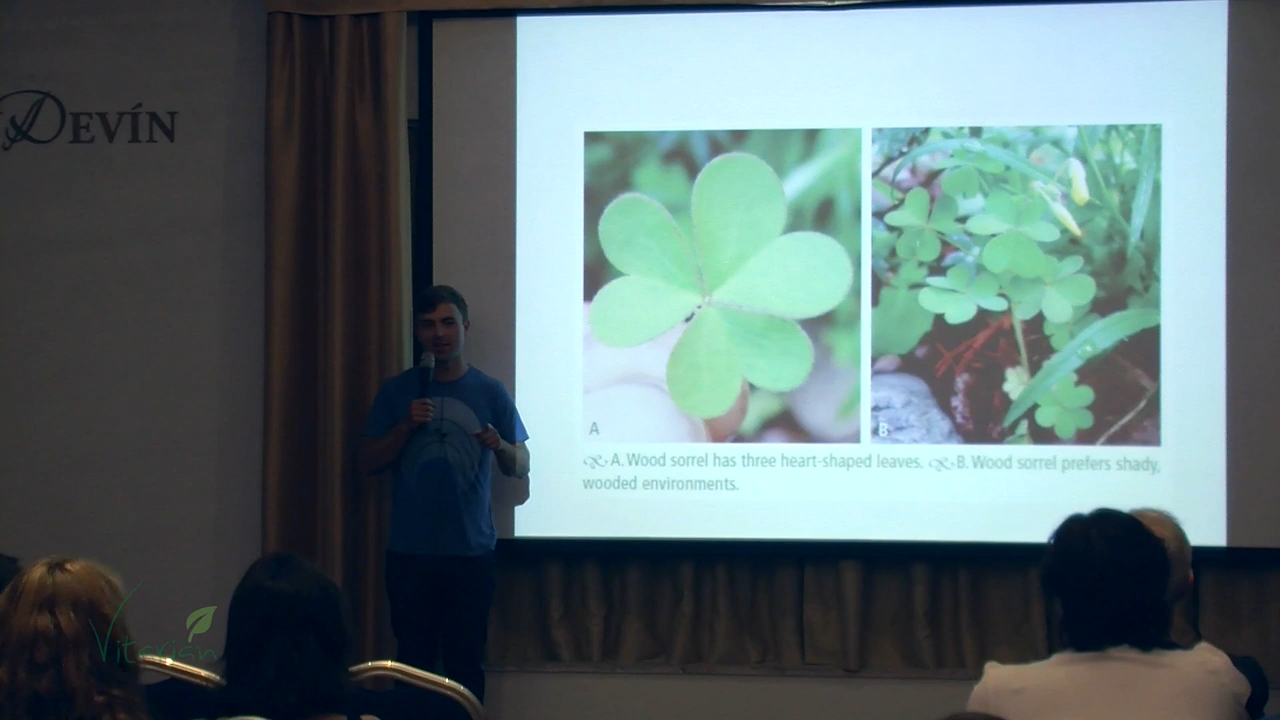 DEVÍN
A
B
A. Wood sorrel has three heart-shaped leaves. B. Wood sorrel prefers shady,
wooded environments.
Vitarian